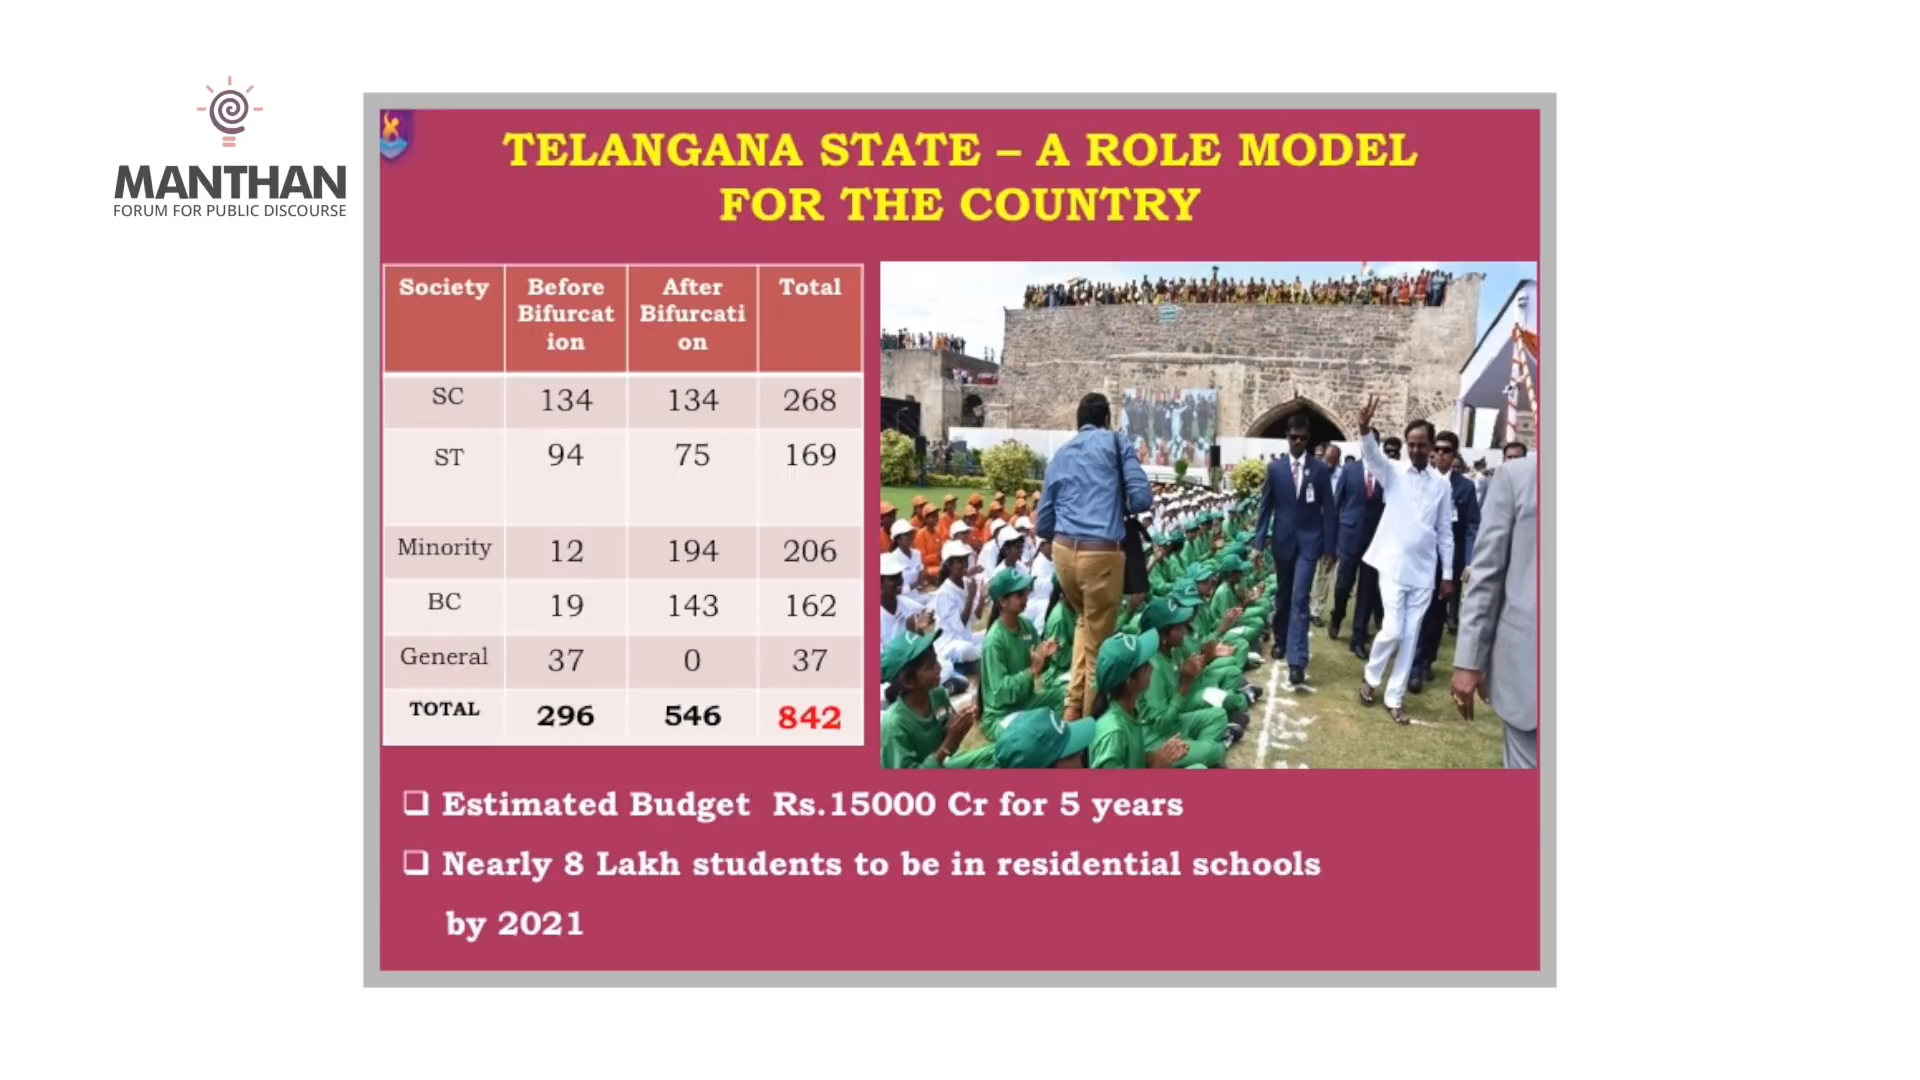 MANTHAN
FORUM FOR PUBLIC DISCOURSE
TELANGANA STATE – A ROLE MODEL
FOR THE COUNTRY
Society Before Bifurcat ion After Bifurcati on Total
SC 134 134 268
ST 94 75 169
Minority 12 194 206
BC 19 143 162
General 37 0 37
TOTAL 296 546 842
Estimated Budget Rs.15000 Cr for 5 years
Nearly 8 Lakh students to be in residential schools
by 2021